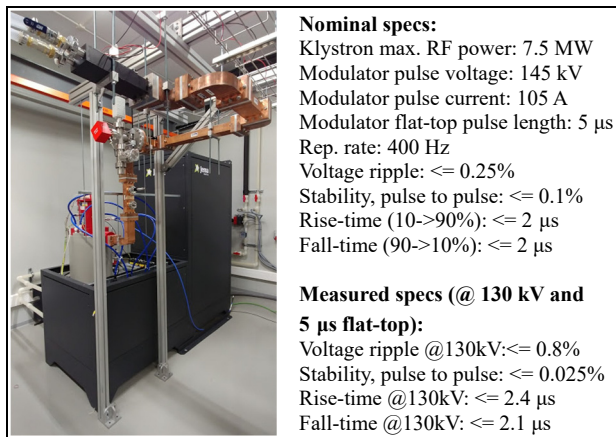 Nominal specs:
Klystron max. RF power: 7.5 MW
Modulator pulse voltage: 145 kV
Modulator pulse current: 105 A
Modulator flat-top pulse length: 5 μs
Rep. rate: 400 Hz
Voltage ripple: <= 0.25%
Stability, pulse to pulse: <= 0.1%
Rise-time (10->90%): <= 2 μs
Fall-time (90->10%): <= 2 μs
Measured specs (@ 130 kV and
5 μs flat-top):
Voltage ripple @130kV:<= 0.8%
Stability, pulse to pulse: <= 0.025%
Rise-time @130kV: <= 2.4 μs
Fall-time @130kV: <= 2.1 μs